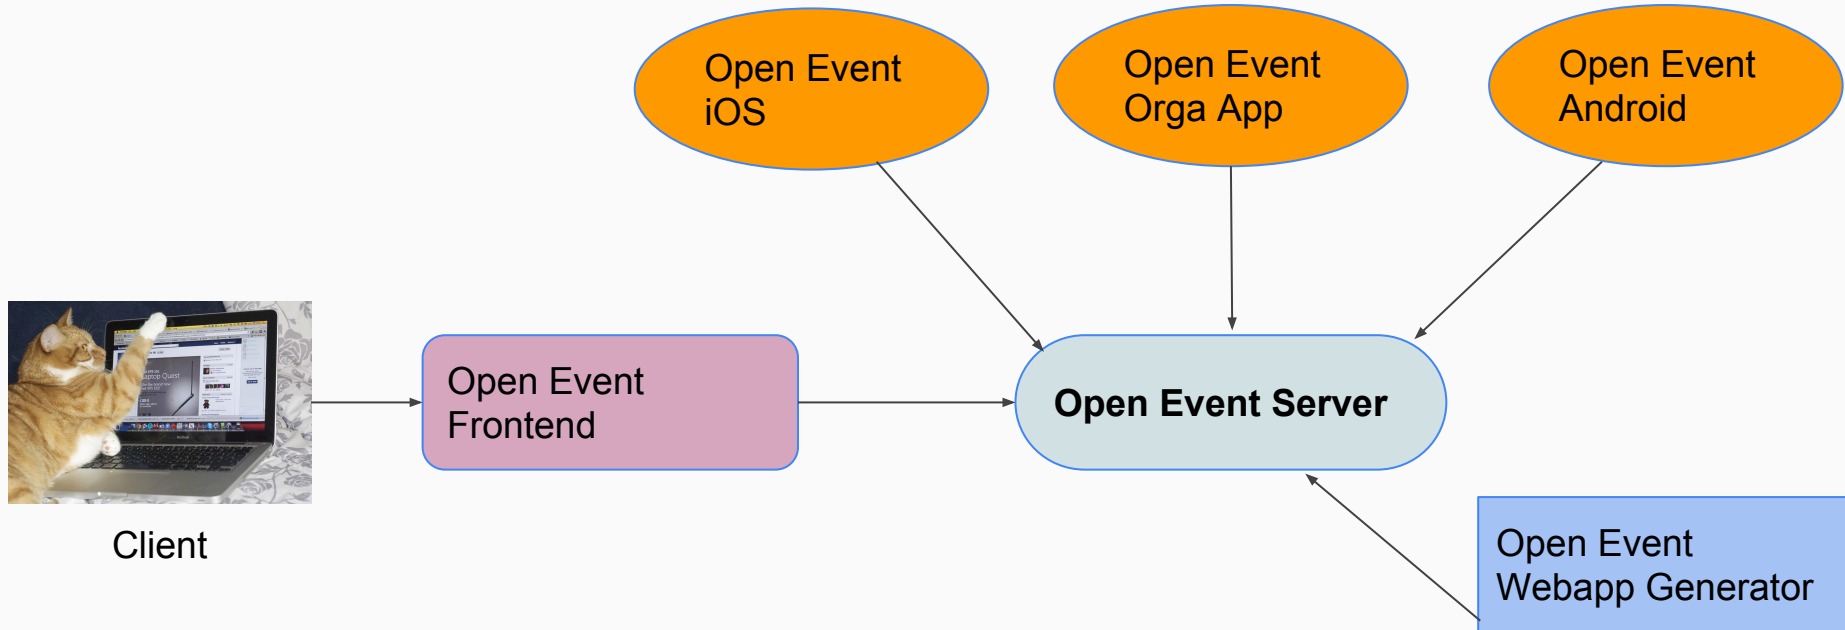 Open Event
iOS
Open Event
Orga App
Open Event
Android
Open Event
Frontend
Open Event Server
Client
Open Event
Webapp Generator